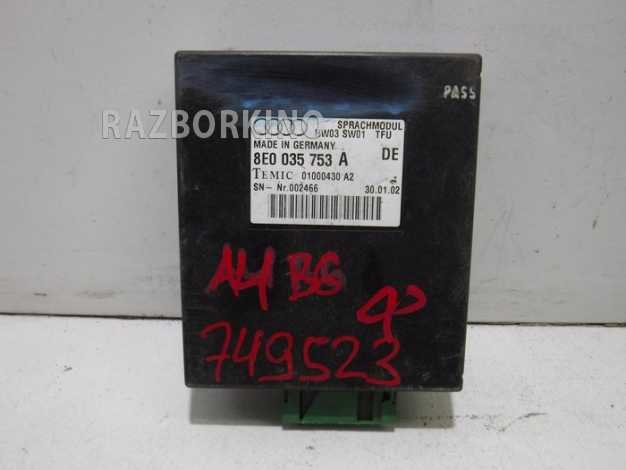 PASS
RAZBORKINO
SPRACHMODUL
HW03 SW01 TFU
MADE IN GERMANY
8E0 035 753 A DE
TEMIC 01000430 A2
SN- Nr.002466 30.01.02
A4 B6
749523